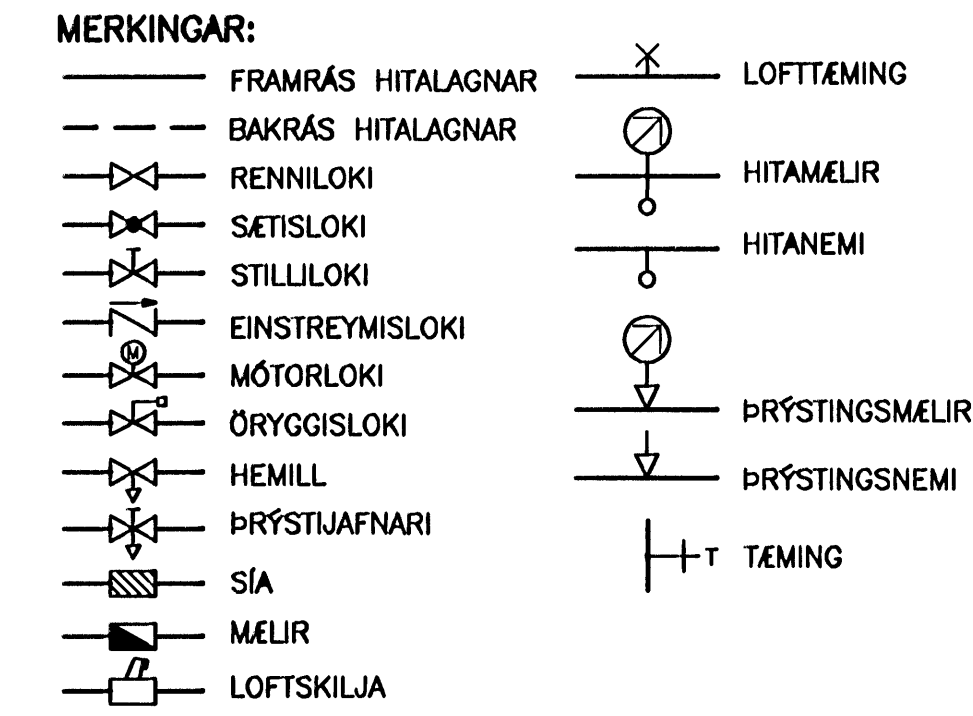 MERKINGAR:
FRAMRÁS HITALAGNAR
BAKRÁS HITALAGNAR
RENNILOKI
SÆTISLOKI
STILLILOKI
EINSTREYMISLOKI
M
MÓTORLOKI
ÖRYGGISLOKI
HEMILL
ÞRÝSTIJAFNARI
SÍA
MÆLIR
LOFTSKILJA
LOFTTÆMING
HITAMÆLIR
HITANEMI
ÞRÝSTINGSMÆLIR
ÞRÝSTINGSNEMI
T TÆMING